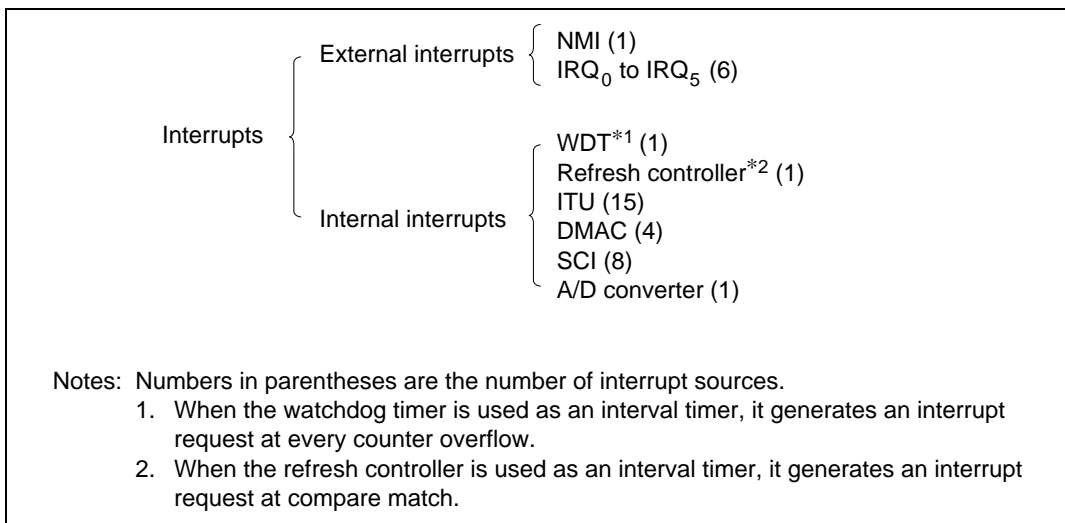 External interrupts
NMI (1)
IRQ0 to IRQ5 (6)
Interrupts
Internal interrupts
WDT*1 (1)
Refresh controller*2 (1)
ITU (15)
DMAC (4)
SCI (8)
A/D converter (1)
Notes: Numbers in parentheses are the number of interrupt sources.
1. When the watchdog timer is used as an interval timer, it generates an interrupt
request at every counter overflow.
2. When the refresh controller is used as an interval timer, it generates an interrupt
request at compare match.